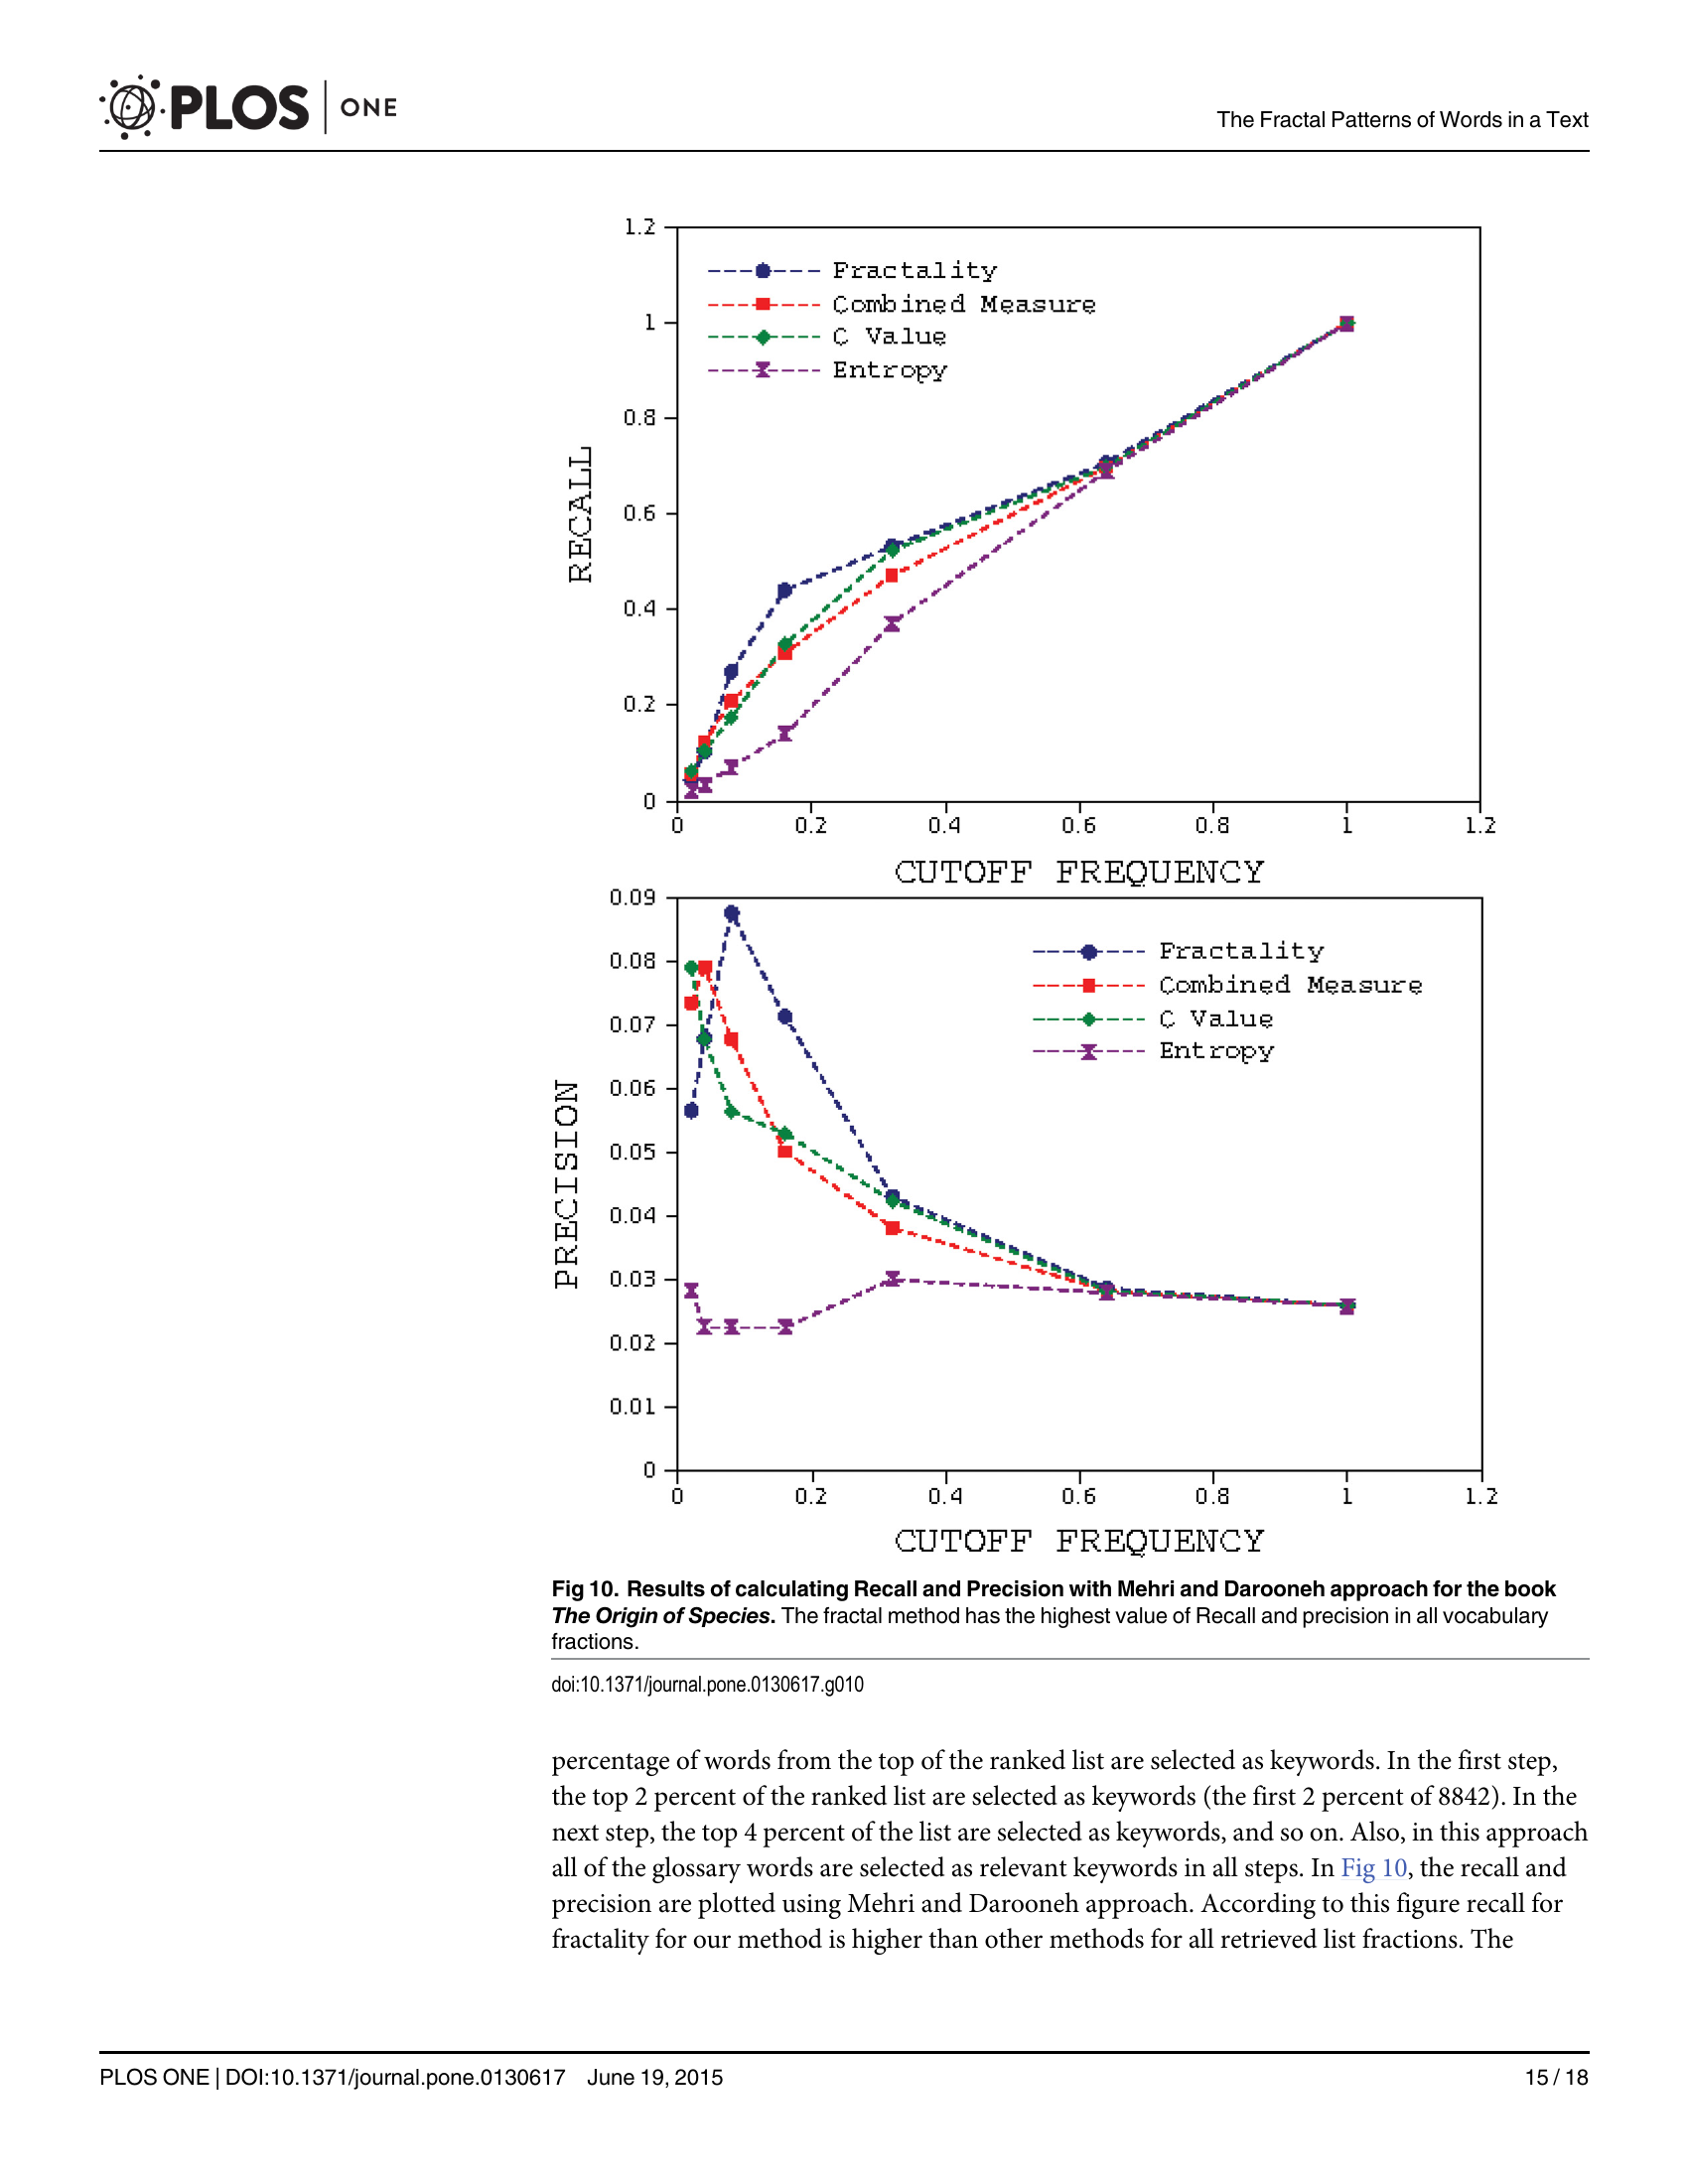 PLOS ONE
The Fractal Patterns of Words in a Text
1.2
1
0.8
0.6
0.4
0.2
0
RECALL
Fractality
Combined Measure
C Value
Entropy
0 0.2 0.4 0.6 0.8 1 1.2
CUTOFF FREQUENCY
0.09
0.08
0.07
0.06
0.05
0.04
0.03
0.02
0.01
0
PRECISION
Fractality
Combined Measure
C Value
Entropy
0 0.2 0.4 0.6 0.8 1 1.2
CUTOFF FREQUENCY
Fig 10. Results of calculating Recall and Precision with Mehri and Darooneh approach for the book
The Origin of Species. The fractal method has the highest value of Recall and precision in all vocabulary
fractions.
doi:10.1371/journal.pone.0130617.g010
percentage of words from the top of the ranked list are selected as keywords. In the first step,
the top 2 percent of the ranked list are selected as keywords (the first 2 percent of 8842). In the
next step, the top 4 percent of the list are selected as keywords, and so on. Also, in this approach
all of the glossary words are selected as relevant keywords in all steps. In Fig 10, the recall and
precision are plotted using Mehri and Darooneh approach. According to this figure recall for
fractality for our method is higher than other methods for all retrieved list fractions. The
PLOS ONE | DOI:10.1371/journal.pone.0130617 June 19, 2015
15 / 18